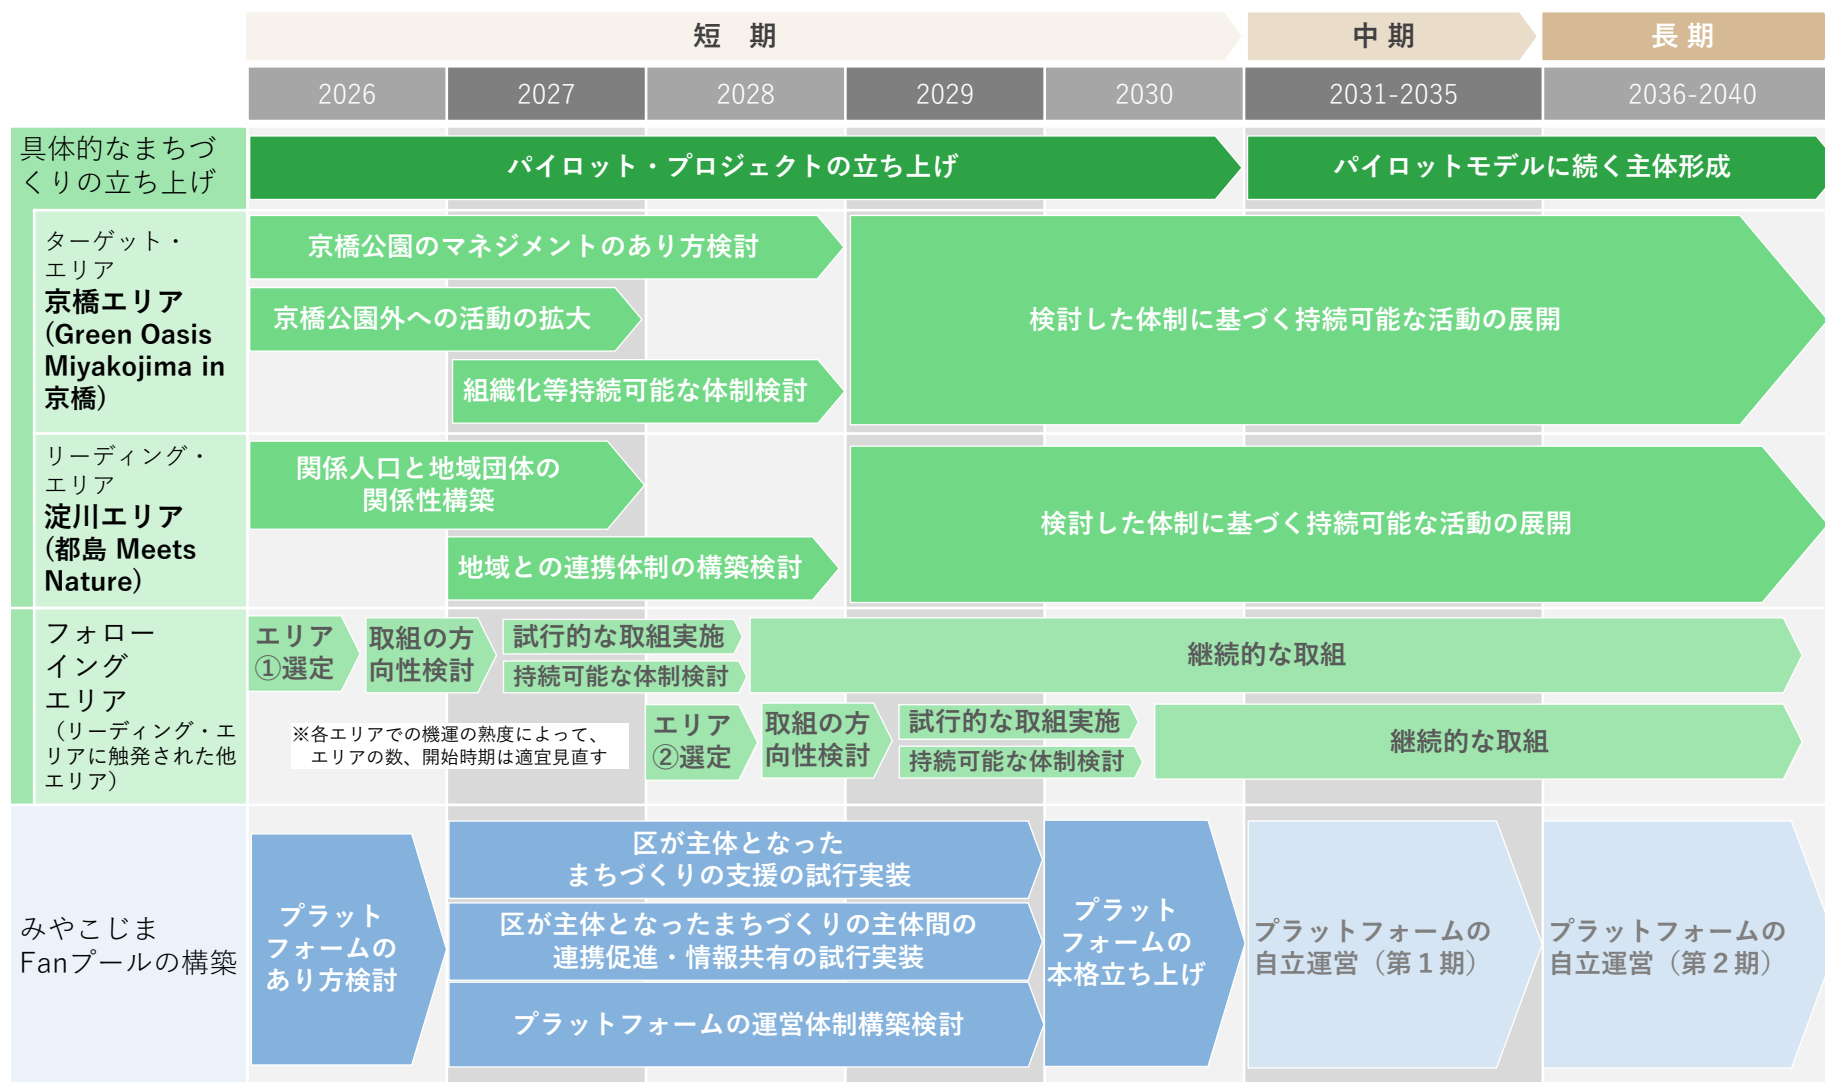 短　期
中 期
長 期
2026
2027
2028
2029
2030
2031-2035
2036-2040
具体的なまちづ
くりの立ち上げ
パイロット・プロジェクトの立ち上げ
パイロットモデルに続く主体形成
ターゲット・
エリア
京橋エリア
(Green Oasis
Miyakojima in
京橋)
京橋公園のマネジメントのあり方検討
京橋公園外への活動の拡大
組織化等持続可能な体制検討
検討した体制に基づく持続可能な活動の展開
リーディング・
エリア
淀川エリア
(都島 Meets
Nature)
関係人口と地域団体の
関係性構築
地域との連携体制の構築検討
検討した体制に基づく持続可能な活動の展開
フォロー
イング
エリア
（リーディング・エ
リアに触発された他
エリア）
エリア
①選定
取組の方
向性検討
試行的な取組実施
持続可能な体制検討
継続的な取組
※各エリアでの機運の熟度によって、
エリアの数、開始時期は適宜見直す
エリア
②選定
取組の方
向性検討
試行的な取組実施
持続可能な体制検討
継続的な取組
みやこじま
Fanプールの構築
プラット
フォームの
あり方検討
区が主体となった
まちづくりの支援の試行実装
区が主体となったまちづくりの主体間の
連携促進・情報共有の試行実装
プラットフォームの運営体制構築検討
プラット
フォームの
本格立ち上げ
プラットフォームの
自立運営（第１期）
プラットフォームの
自立運営（第２期）